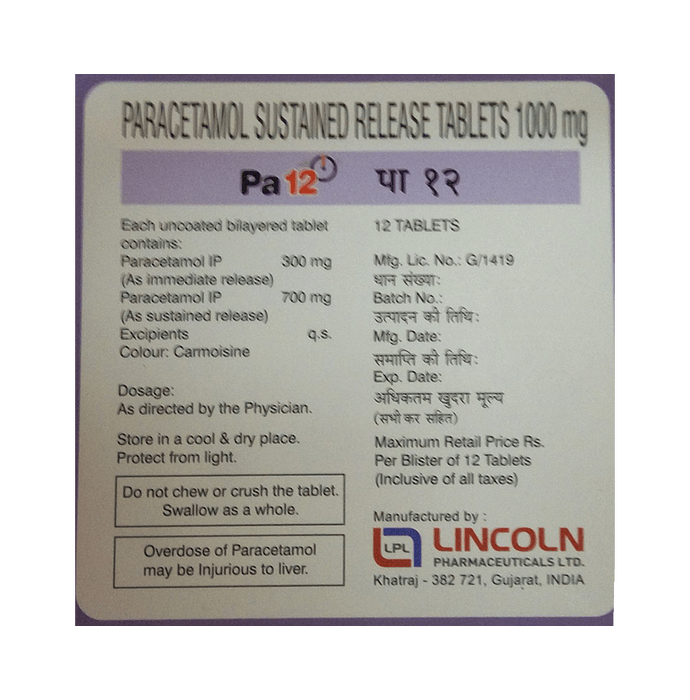 PARACETAMOL SUSTAINED RELEASE TABLETS 1000 mg
Pa 12 पा १२
Each uncoated bilayered tablet
contains:
Paracetamol IP 300 mg
(As immediate release)
Paracetamol IP 700 mg
(As sustained release)
Excipients q.s.
Colour: Carmoisine
Dosage:
As directed by the Physician.
Store in a cool & dry place.
Protect from light.
Do not chew or crush the tablet.
Swallow as a whole.
Overdose of Paracetamol
may be Injurious to liver.
12 TABLETS
Mfg. Lic. No.: G/1419
धान संख्या:
Batch No.:
उत्पादन की तिथि:
Mfg. Date:
समाप्ति की तिथि:
Exp. Date:
अधिकतम खुदरा मूल्य
(सभी कर सहित)
Maximum Retail Price Rs.
Per Blister of 12 Tablets
(Inclusive of all taxes)
Manufactured by :
LPL LINCOLN
PHARMACEUTICALS LTD.
Khatraj - 382 721, Gujarat, INDIA